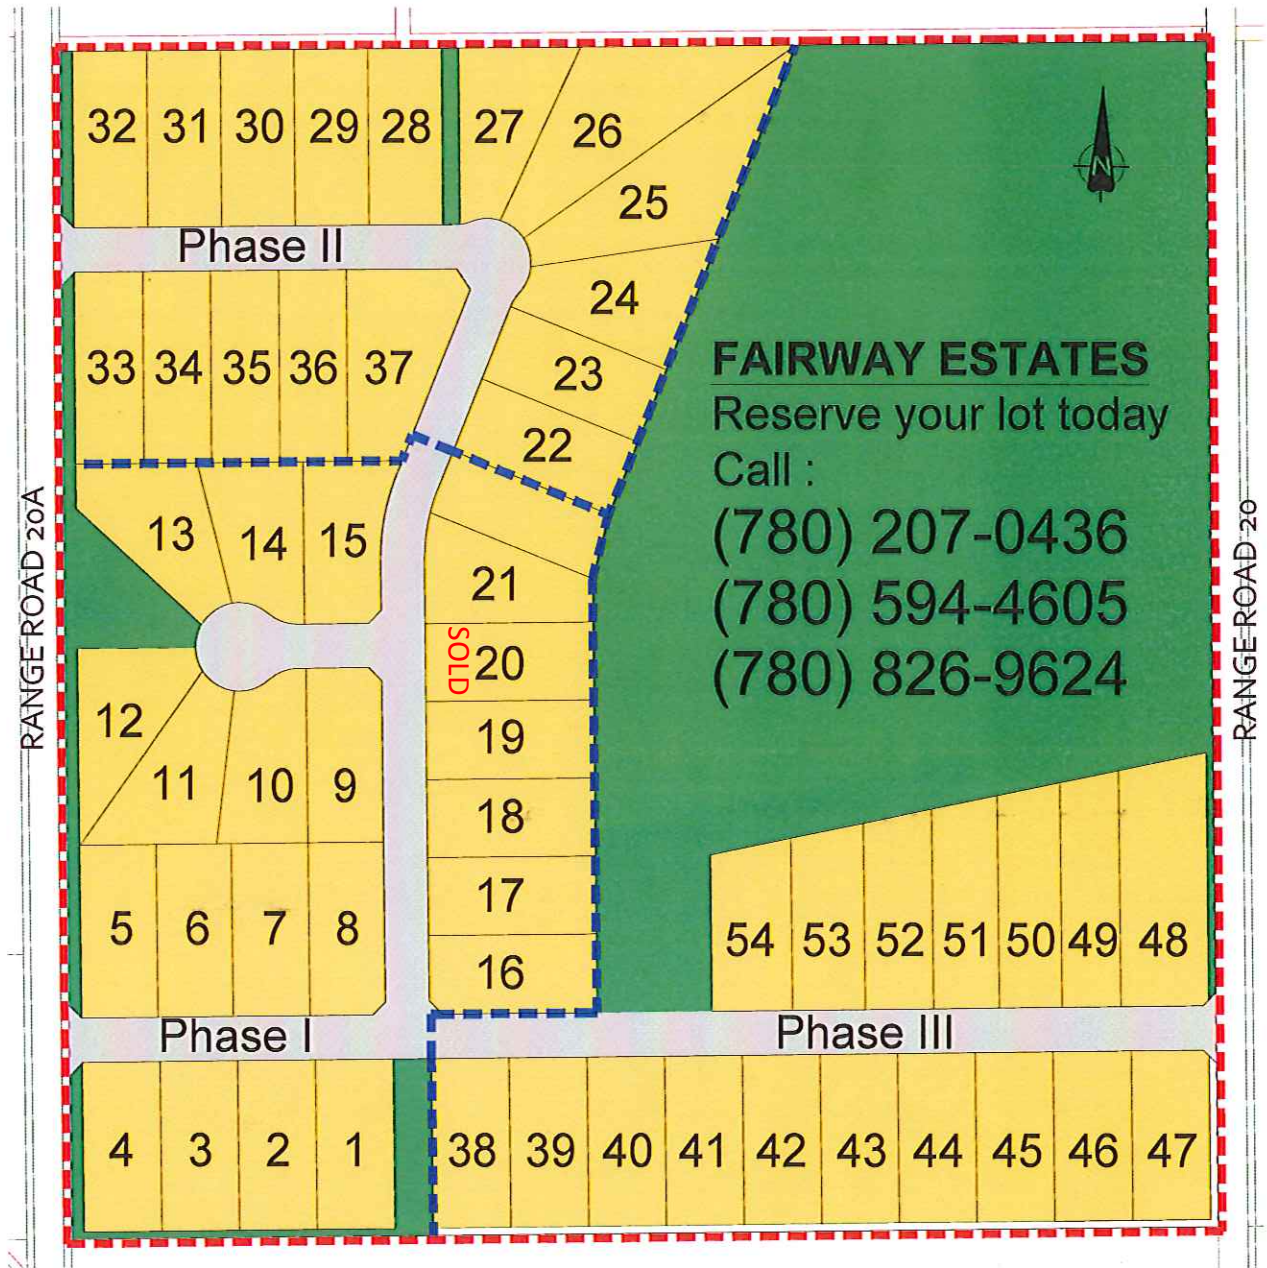 32 31 30 29 28 27 26
25
Phase II
24
33 34 35 36 37 23
22
FAIRWAY ESTATES
Reserve your lot today
Call :
(780) 207-0436
(780) 594-4605
(780) 826-9624
N
RANGE ROAD 20A
RANGE ROAD 20
13 14 15
21
SOLD
20
12
19
11 10 9
18
17
5 6 7 8
16
54 53 52 51 50 49 48
Phase I
Phase III
4 3 2 1 38 39 40 41 42 43 44 45 46 47